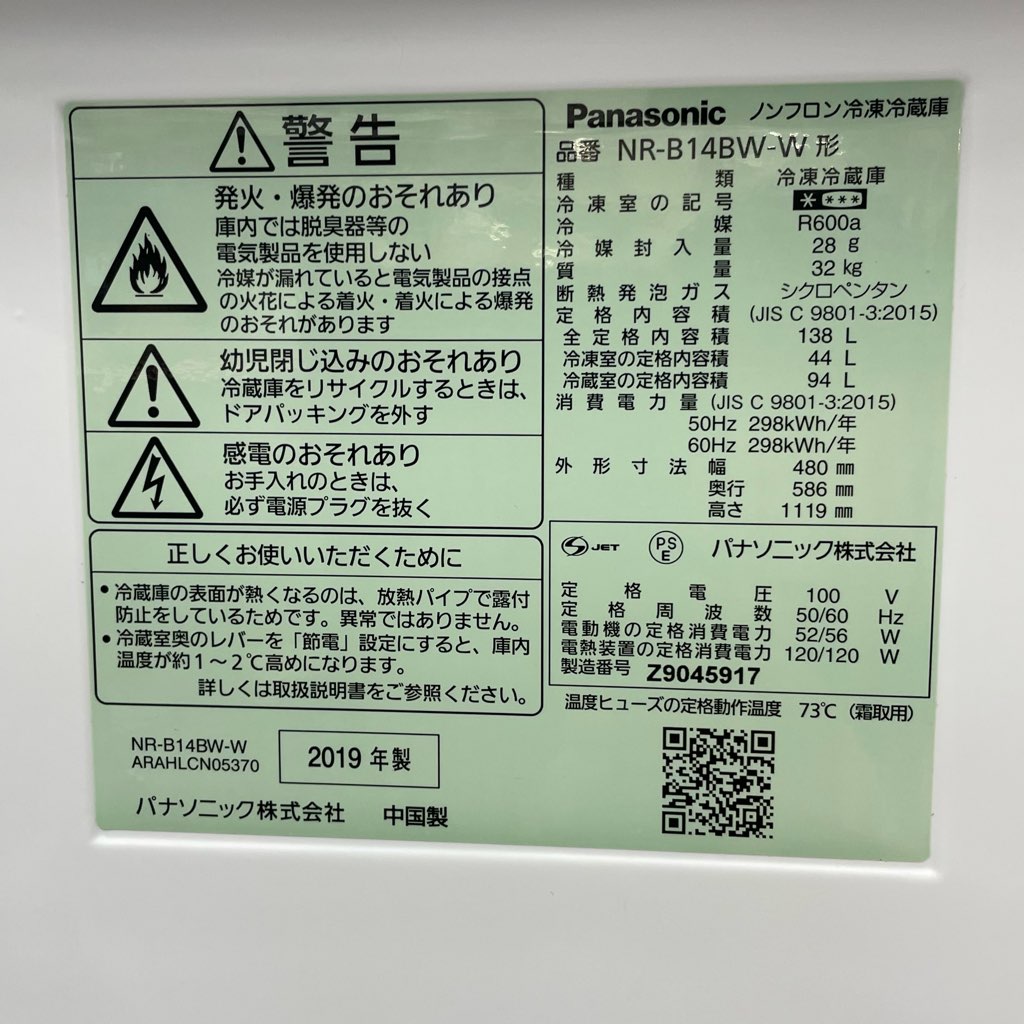 警告
発火・爆発のおそれあり
庫内では脱臭器等の
電気製品を使用しない
冷媒が漏れていると電気製品の接点
の火花による着火・着火による爆発
のおそれがあります
幼児閉じ込みのおそれあり
冷蔵庫をリサイクルするときは、
ドアパッキングを外す
感電のおそれあり
お手入れのときは、
必ず電源プラグを抜く
正しくお使いいただくために
・冷蔵庫の表面が熱くなるのは、放熱パイプで露付
防止をしているためです。異常ではありません。
・冷蔵室奥のレバーを「節電」設定にすると、庫内
温度が約1～2℃高めになります。
詳しくは取扱説明書をご参照ください。
NR-B14BW-W
ARAHLCN05370
2019 年製
パナソニック株式会社 中国製
Panasonic ノンフロン冷凍冷蔵庫
品番 NR-B14BW-W 形
種類 冷凍冷蔵庫
冷凍室の記号 * ***
冷媒 R600a
冷媒封入量 28 g
質量 32 kg
断熱発泡ガス シクロペンタン
定格内容積 (JIS C 9801-3:2015)
全定格内容積 138 L
冷凍室の定格内容積 44 L
冷蔵室の定格内容積 94 L
消費電力量 (JIS C 9801-3:2015)
50Hz 298kWh/年
60Hz 298kWh/年
外形寸法 幅 480 mm
奥行 586 mm
高さ 1119 mm
S JET PS E パナソニック株式会社
定格電圧 100 V
定格周波数 50/60 Hz
電動機の定格消費電力 52/56 W
電熱装置の定格消費電力 120/120 W
製造番号 Z9045917
温度ヒューズの定格動作温度 73℃（霜取用）